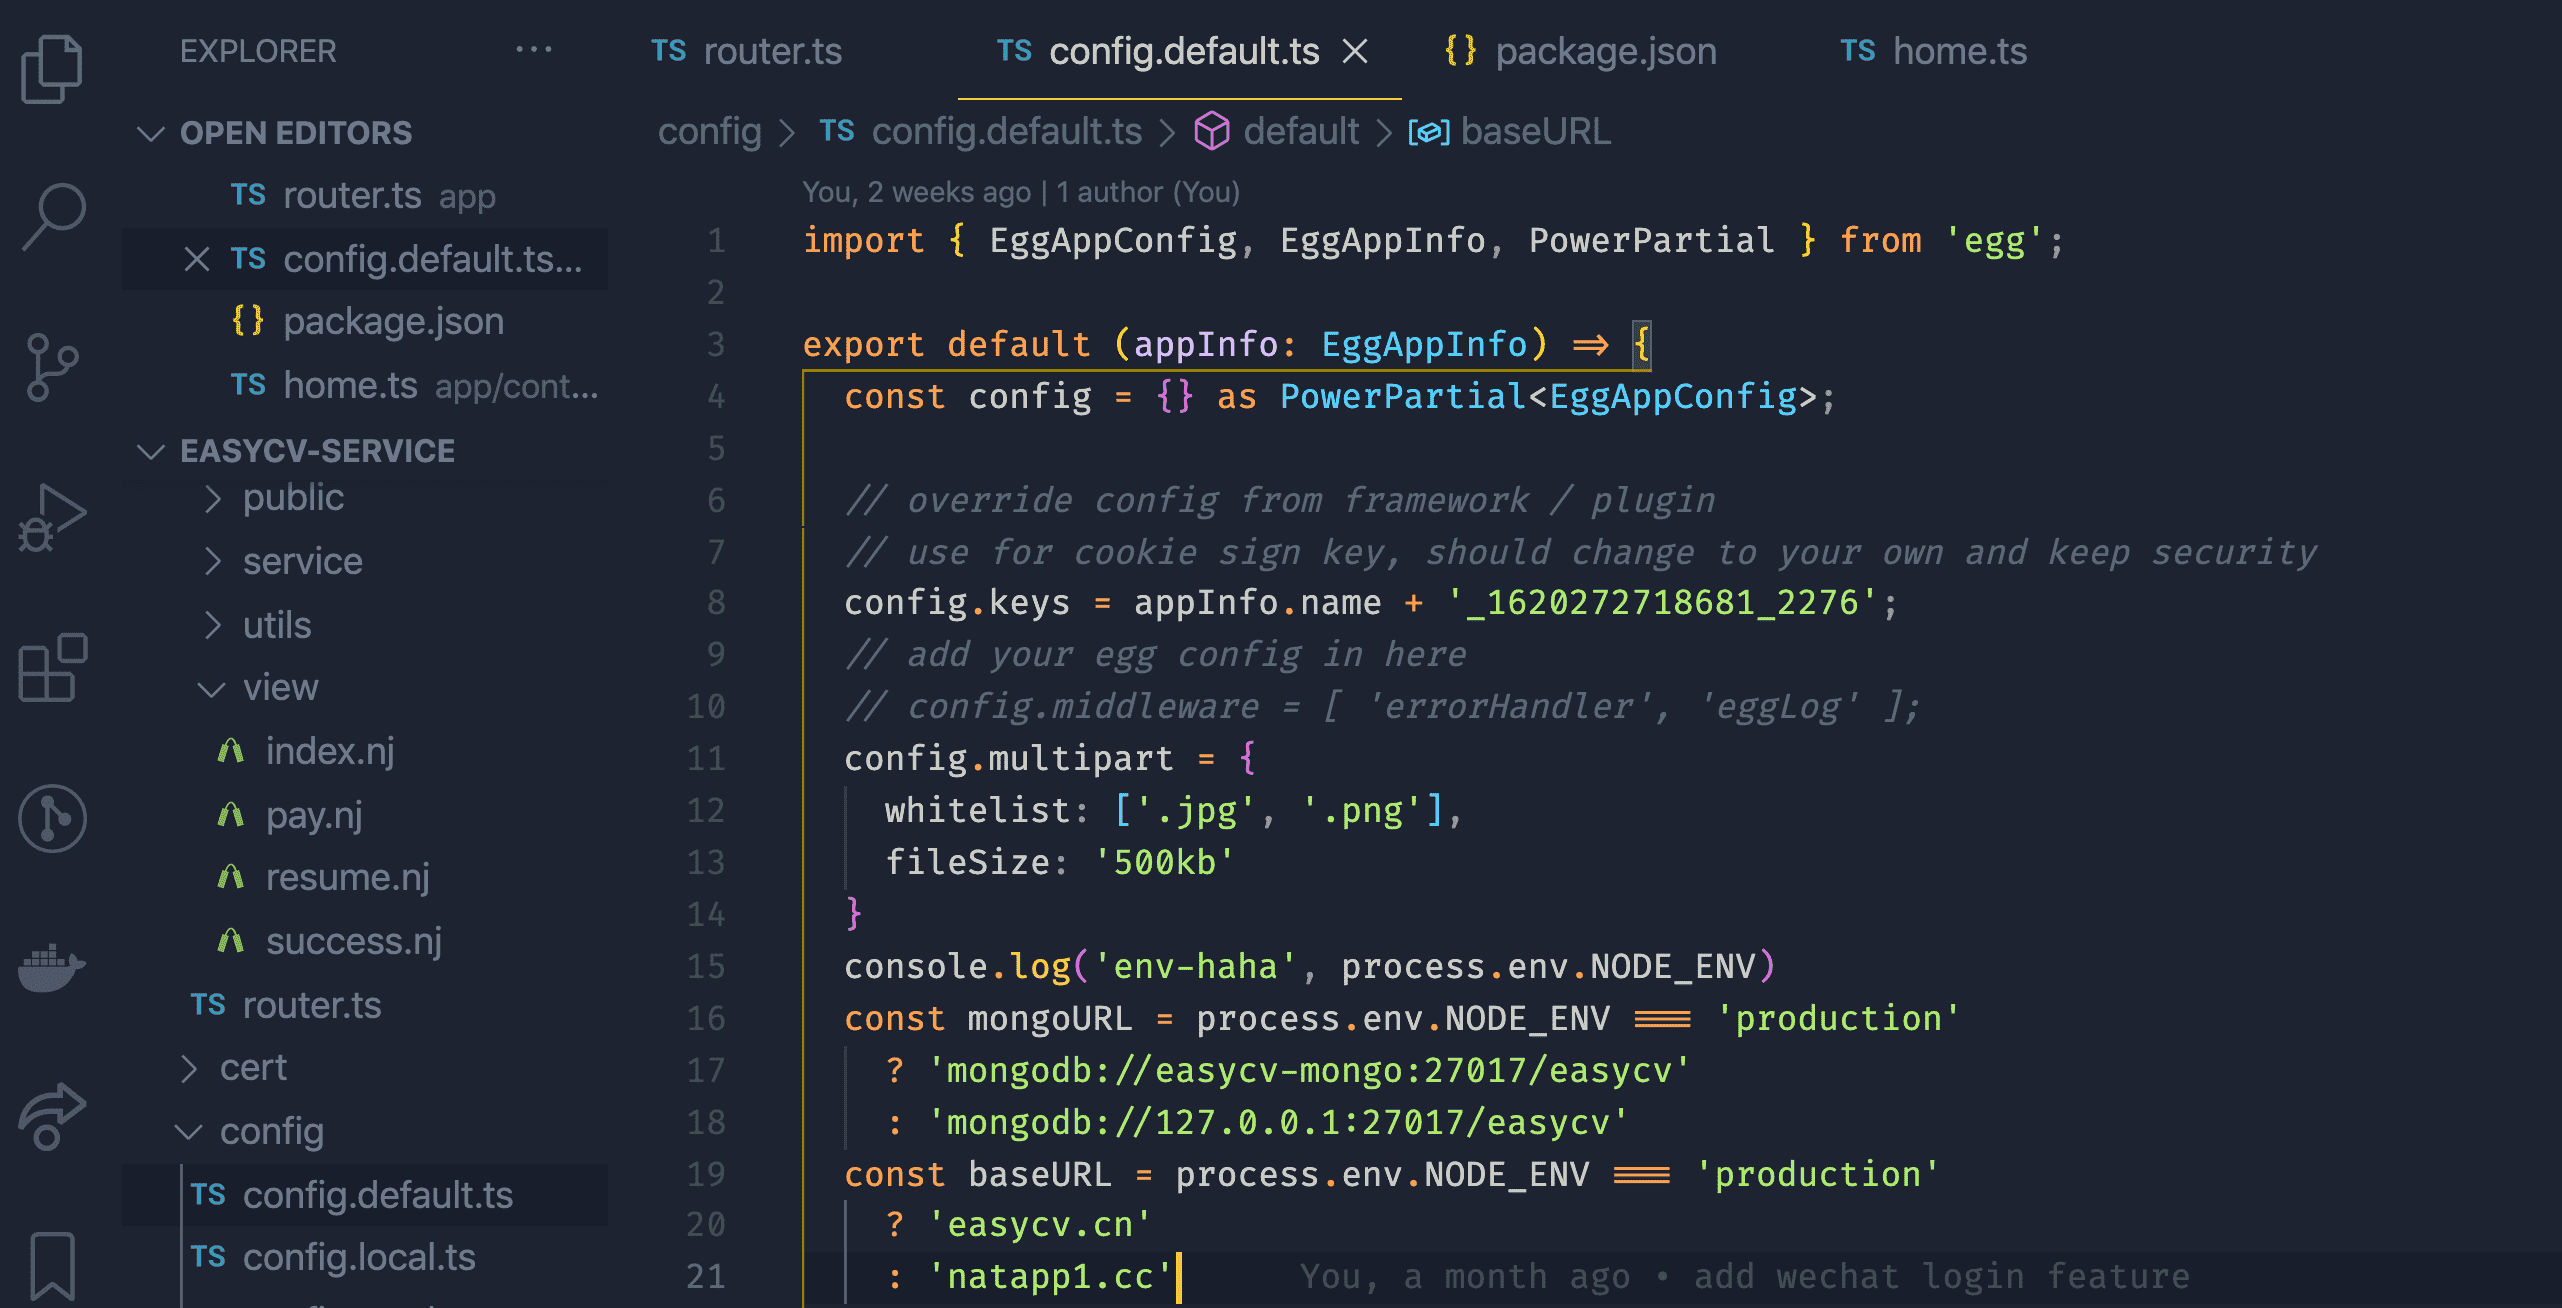 EXPLORER ...
OPEN EDITORS
TS router.ts app
TS config.default.ts...
{} package.json
TS home.ts app/cont...
EASYCV-SERVICE
public
service
utils
view
index.nj
pay.nj
resume.nj
success.nj
TS router.ts
cert
config
TS config.default.ts
TS config.local.ts
TS router.ts TS config.default.ts {} package.json TS home.ts
config > TS config.default.ts > default > baseURL
You, 2 weeks ago | 1 author (You)
1 import { EggAppConfig, EggAppInfo, PowerPartial } from 'egg';
2
3 export default (appInfo: EggAppInfo) => {
4 const config = {} as PowerPartial<EggAppConfig>;
5
6 // override config from framework / plugin
7 // use for cookie sign key, should change to your own and keep security
8 config.keys = appInfo.name + '_1620272718681_2276';
9 // add your egg config in here
10 // config.middleware = [ 'errorHandler', 'eggLog' ];
11 config.multipart = {
12 whitelist: ['.jpg', '.png'],
13 fileSize: '500kb'
14 }
15 console.log('env-haha', process.env.NODE_ENV)
16 const mongoURL = process.env.NODE_ENV === 'production'
17 ? 'mongodb://easycv-mongo:27017/easycv'
18 : 'mongodb://127.0.0.1:27017/easycv'
19 const baseURL = process.env.NODE_ENV === 'production'
20 ? 'easycv.cn'
21 : 'natapp1.cc' You, a month ago • add wechat login feature